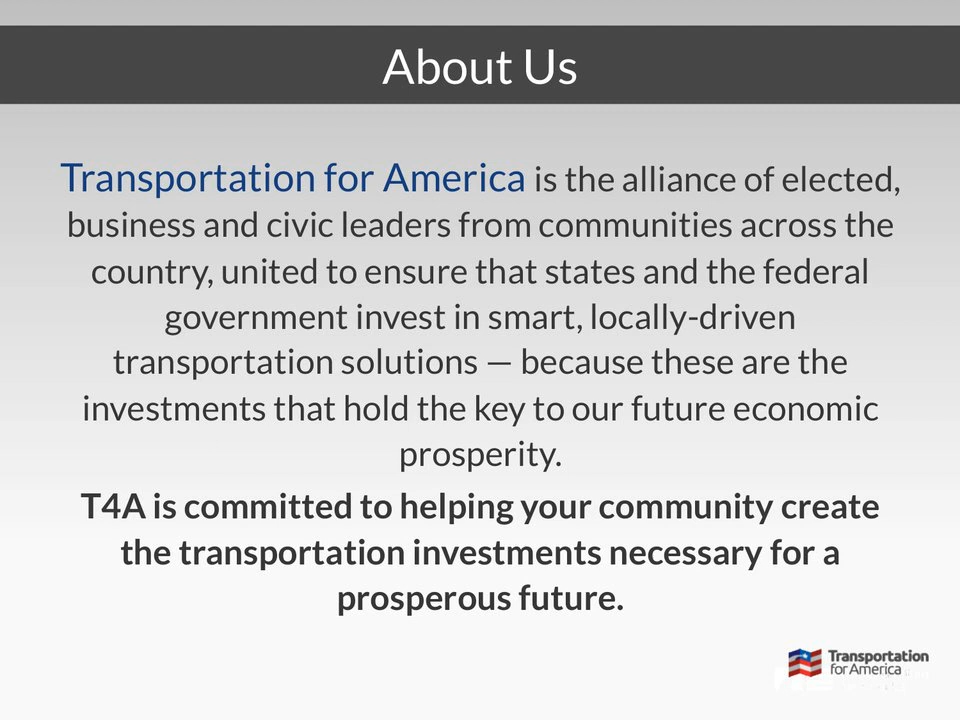 About Us
Transportation for America is the alliance of elected,
business and civic leaders from communities across the
country, united to ensure that states and the federal
government invest in smart, locally-driven
transportation solutions — because these are the
investments that hold the key to our future economic
prosperity.
T4A is committed to helping your community create
the transportation investments necessary for a
prosperous future.
Transportation
for America